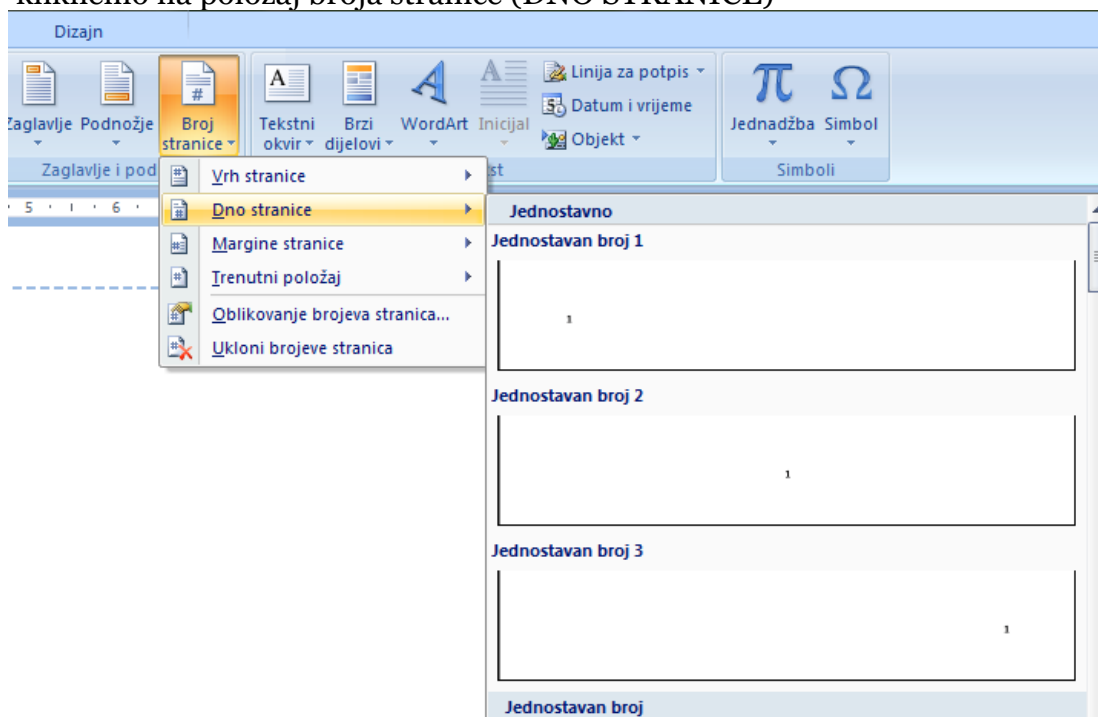 kliknemo na položaj broja stranice (DNO STRANICE)
Dizajn
Zaglavlje Podnožje Broj stranice
Tekstni okvir Brzi dijelovi WordArt Inicijal
Linija za potpis
Datum i vrijeme
Objekt
Jednadžba Simbol
Zaglavlje i pod
st
Simboli
5 6
Vrh stranice
Dno stranice
Margine stranice
Trenutni položaj
Oblikovanje brojeva stranica...
Ukloni brojeve stranica
Jednostavno
Jednostavan broj 1
1
Jednostavan broj 2
1
Jednostavan broj 3
1
Jednostavan broj